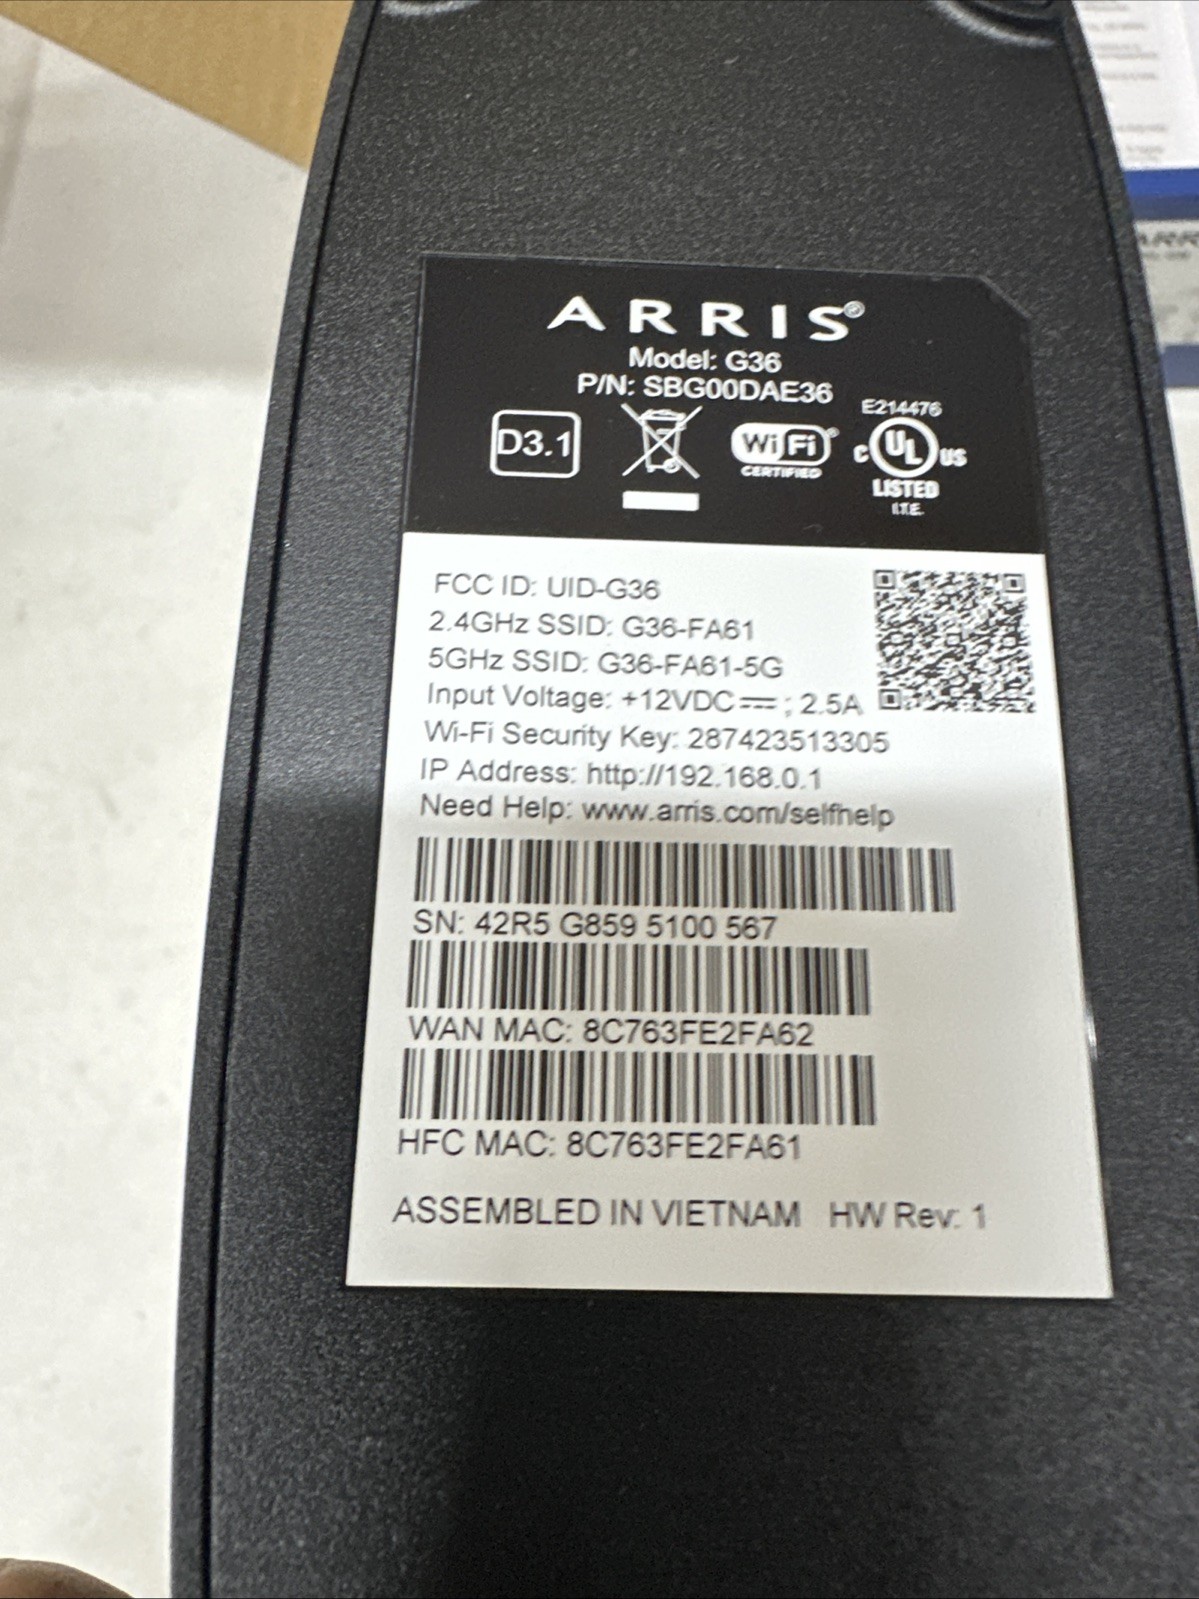 ARRIS®
Model: G36
P/N: SBG00DAE36
D3.1
Wi Fi®
CERTIFIED
E214476
C UL US
LISTED
I.T.E.
FCC ID: UID-G36
2.4GHz SSID: G36-FA61
5GHz SSID: G36-FA61-5G
Input Voltage: +12VDC⎓; 2.5A
Wi-Fi Security Key: 287423513305
IP Address: http://192.168.0.1
Need Help: www.arris.com/selfhelp
SN: 42R5 G859 5100 567
WAN MAC: 8C763FE2FA62
HFC MAC: 8C763FE2FA61
ASSEMBLED IN VIETNAM HW Rev: 1